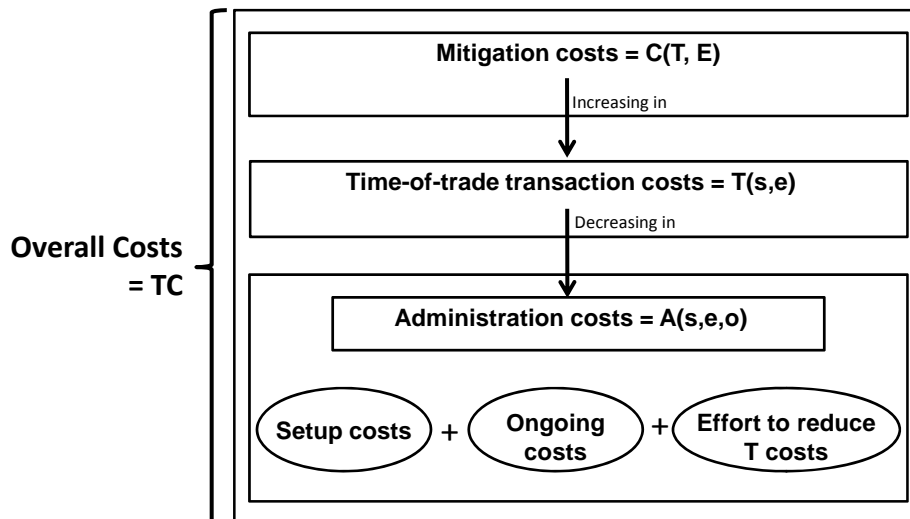 Mitigation costs = C(T, E)
Increasing in
Time-of-trade transaction costs = T(s,e)
Decreasing in
Overall Costs
= TC
Administration costs = A(s,e,o)
Setup costs
+
Ongoing
costs
+
Effort to reduce
T costs